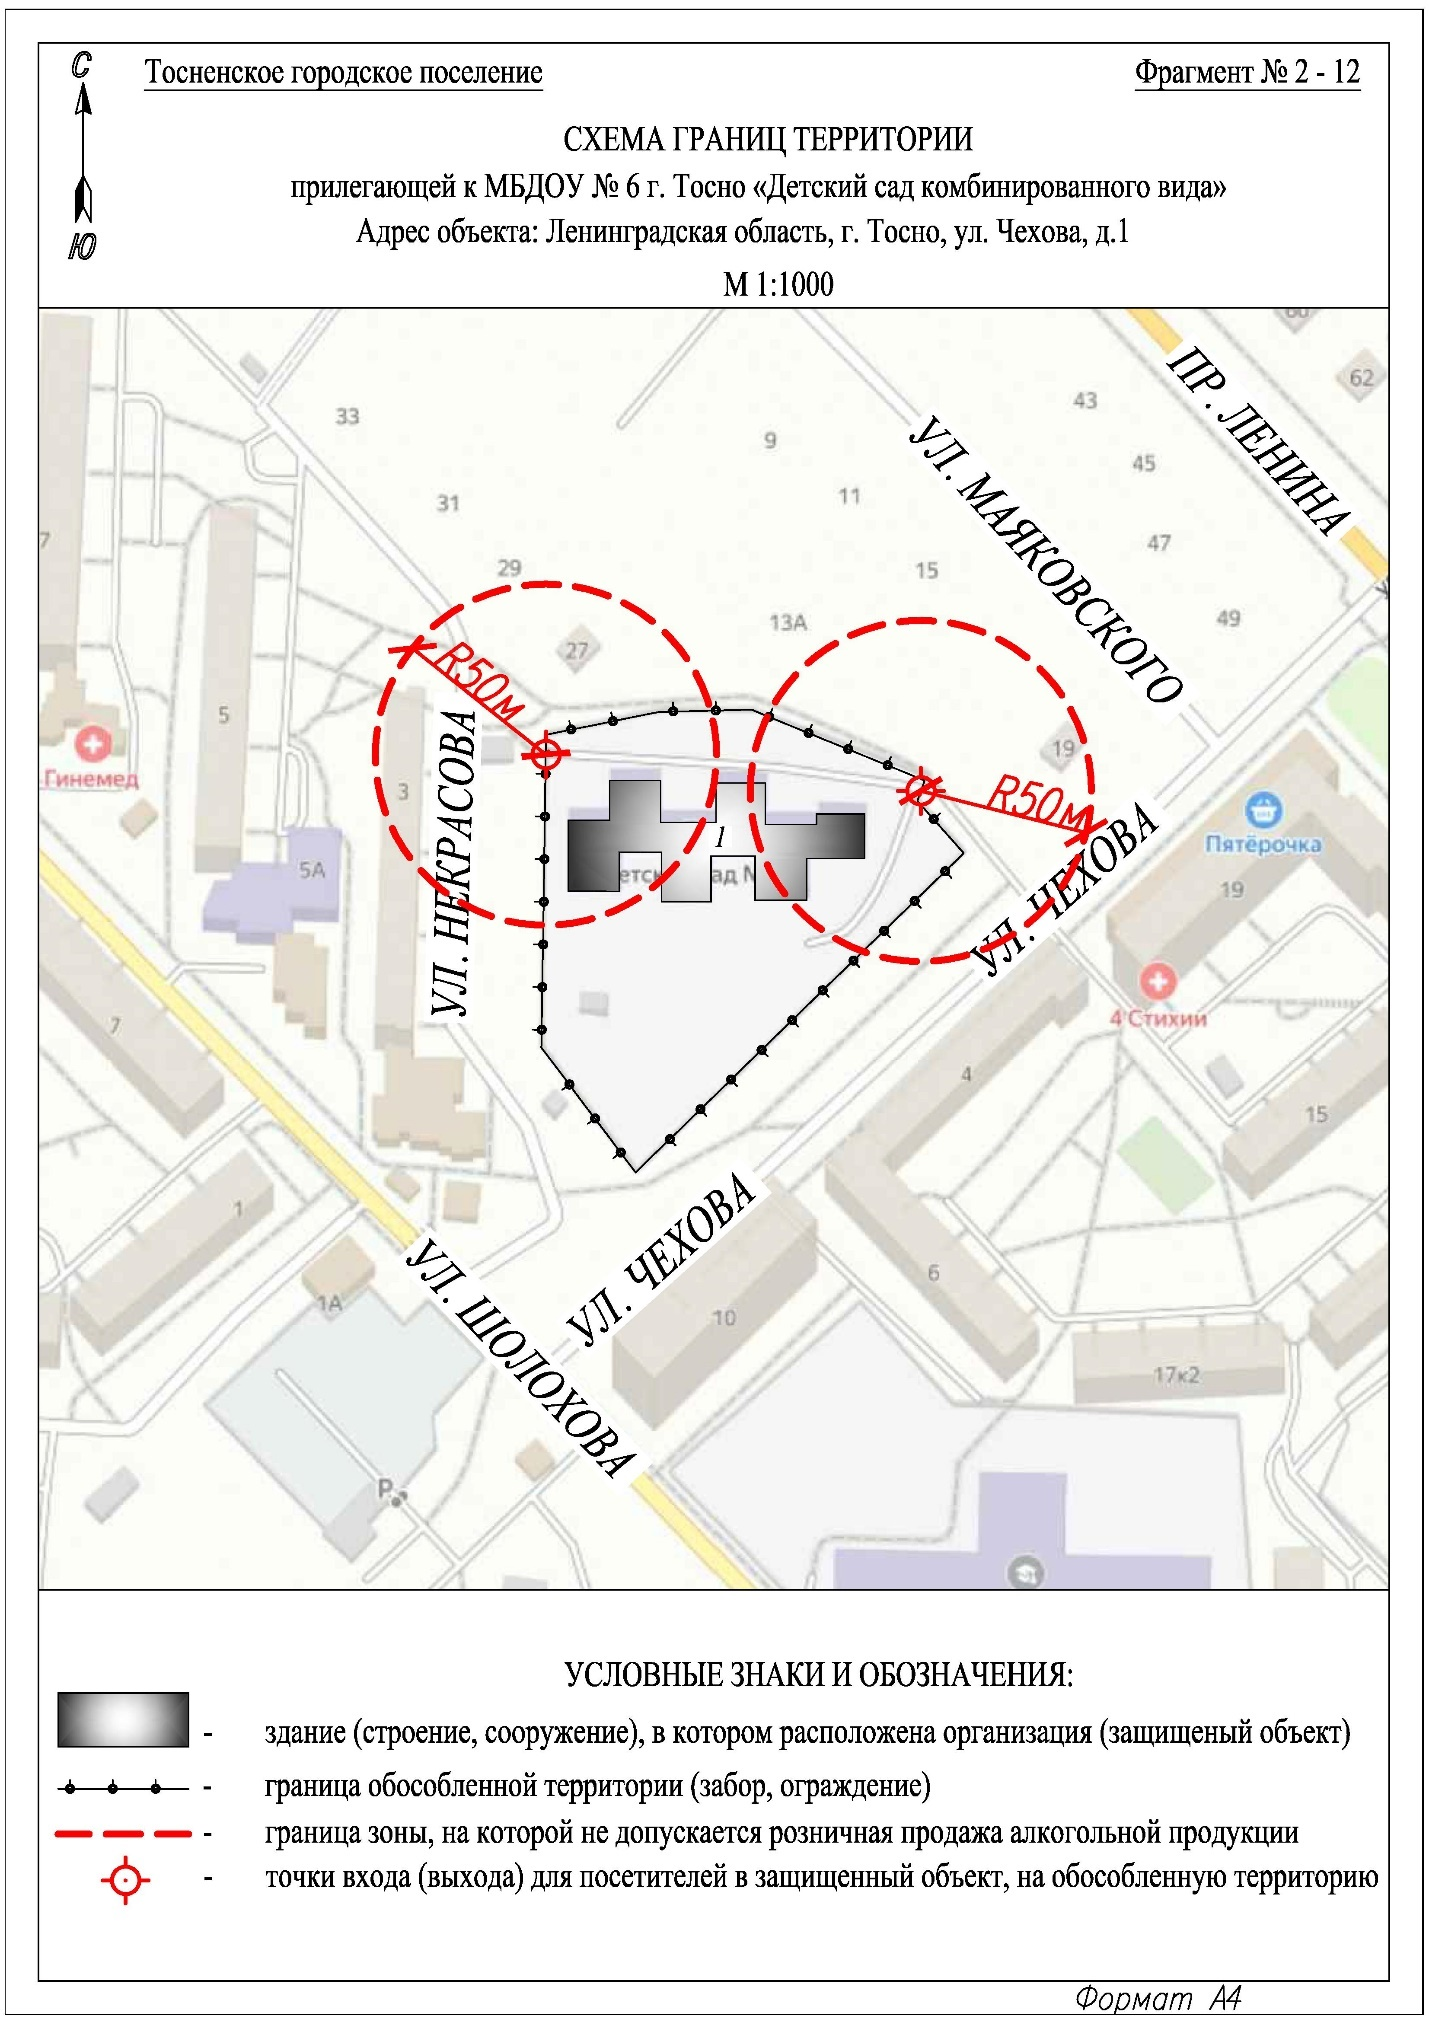 С
Ю
Тосненское городское поселение
Фрагмент № 2 - 12
СХЕМА ГРАНИЦ ТЕРРИТОРИИ
прилегающей к МБДОУ № 6 г. Тосно «Детский сад комбинированного вида»
Адрес объекта: Ленинградская область, г. Тосно, ул. Чехова, д.1
М 1:1000
60
62
ПР. ЛЕНИНА
43
33
УЛ. МАЯКОВСКОГО
9
45
11
31
7
47
29
15
13А
49
27
R50м
5
УЛ. НЕКРАСОВА
19
Гинемед
3
R50м
УЛ. ЧЕХОВА
Пятёрочка
1
5А
етск
ад №
19
4 Стихии
7
4
15
УЛ. ЧЕХОВА
1
6
УЛ. ШОЛОХОВА
1А
10
17к2
P
УСЛОВНЫЕ ЗНАКИ И ОБОЗНАЧЕНИЯ:
- здание (строение, сооружение), в котором расположена организация (защищеный объект)
- граница обособленной территории (забор, ограждение)
- граница зоны, на которой не допускается розничная продажа алкогольной продукции
- точки входа (выхода) для посетителей в защищенный объект, на обособленную территорию
Формат А4